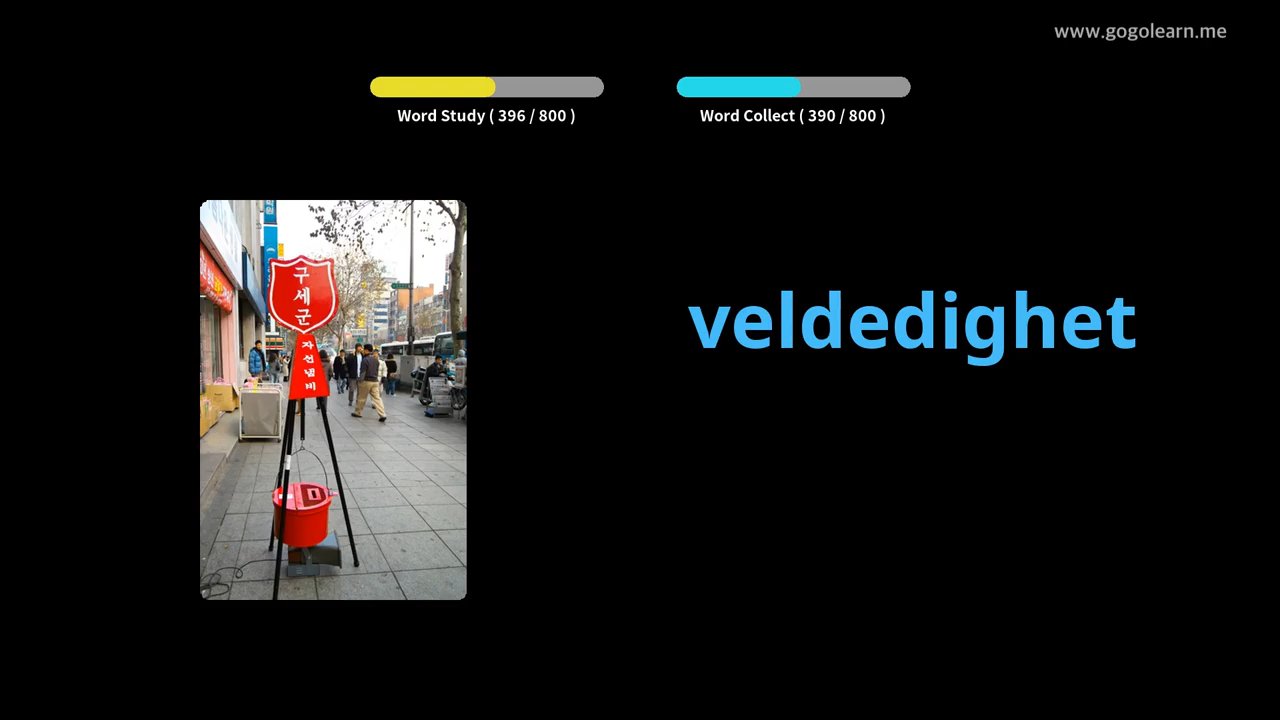 www.gogolearn.me
Word Study ( 396 / 800 )
Word Collect ( 390 / 800 )
veldedighet
구세군
자선냄비